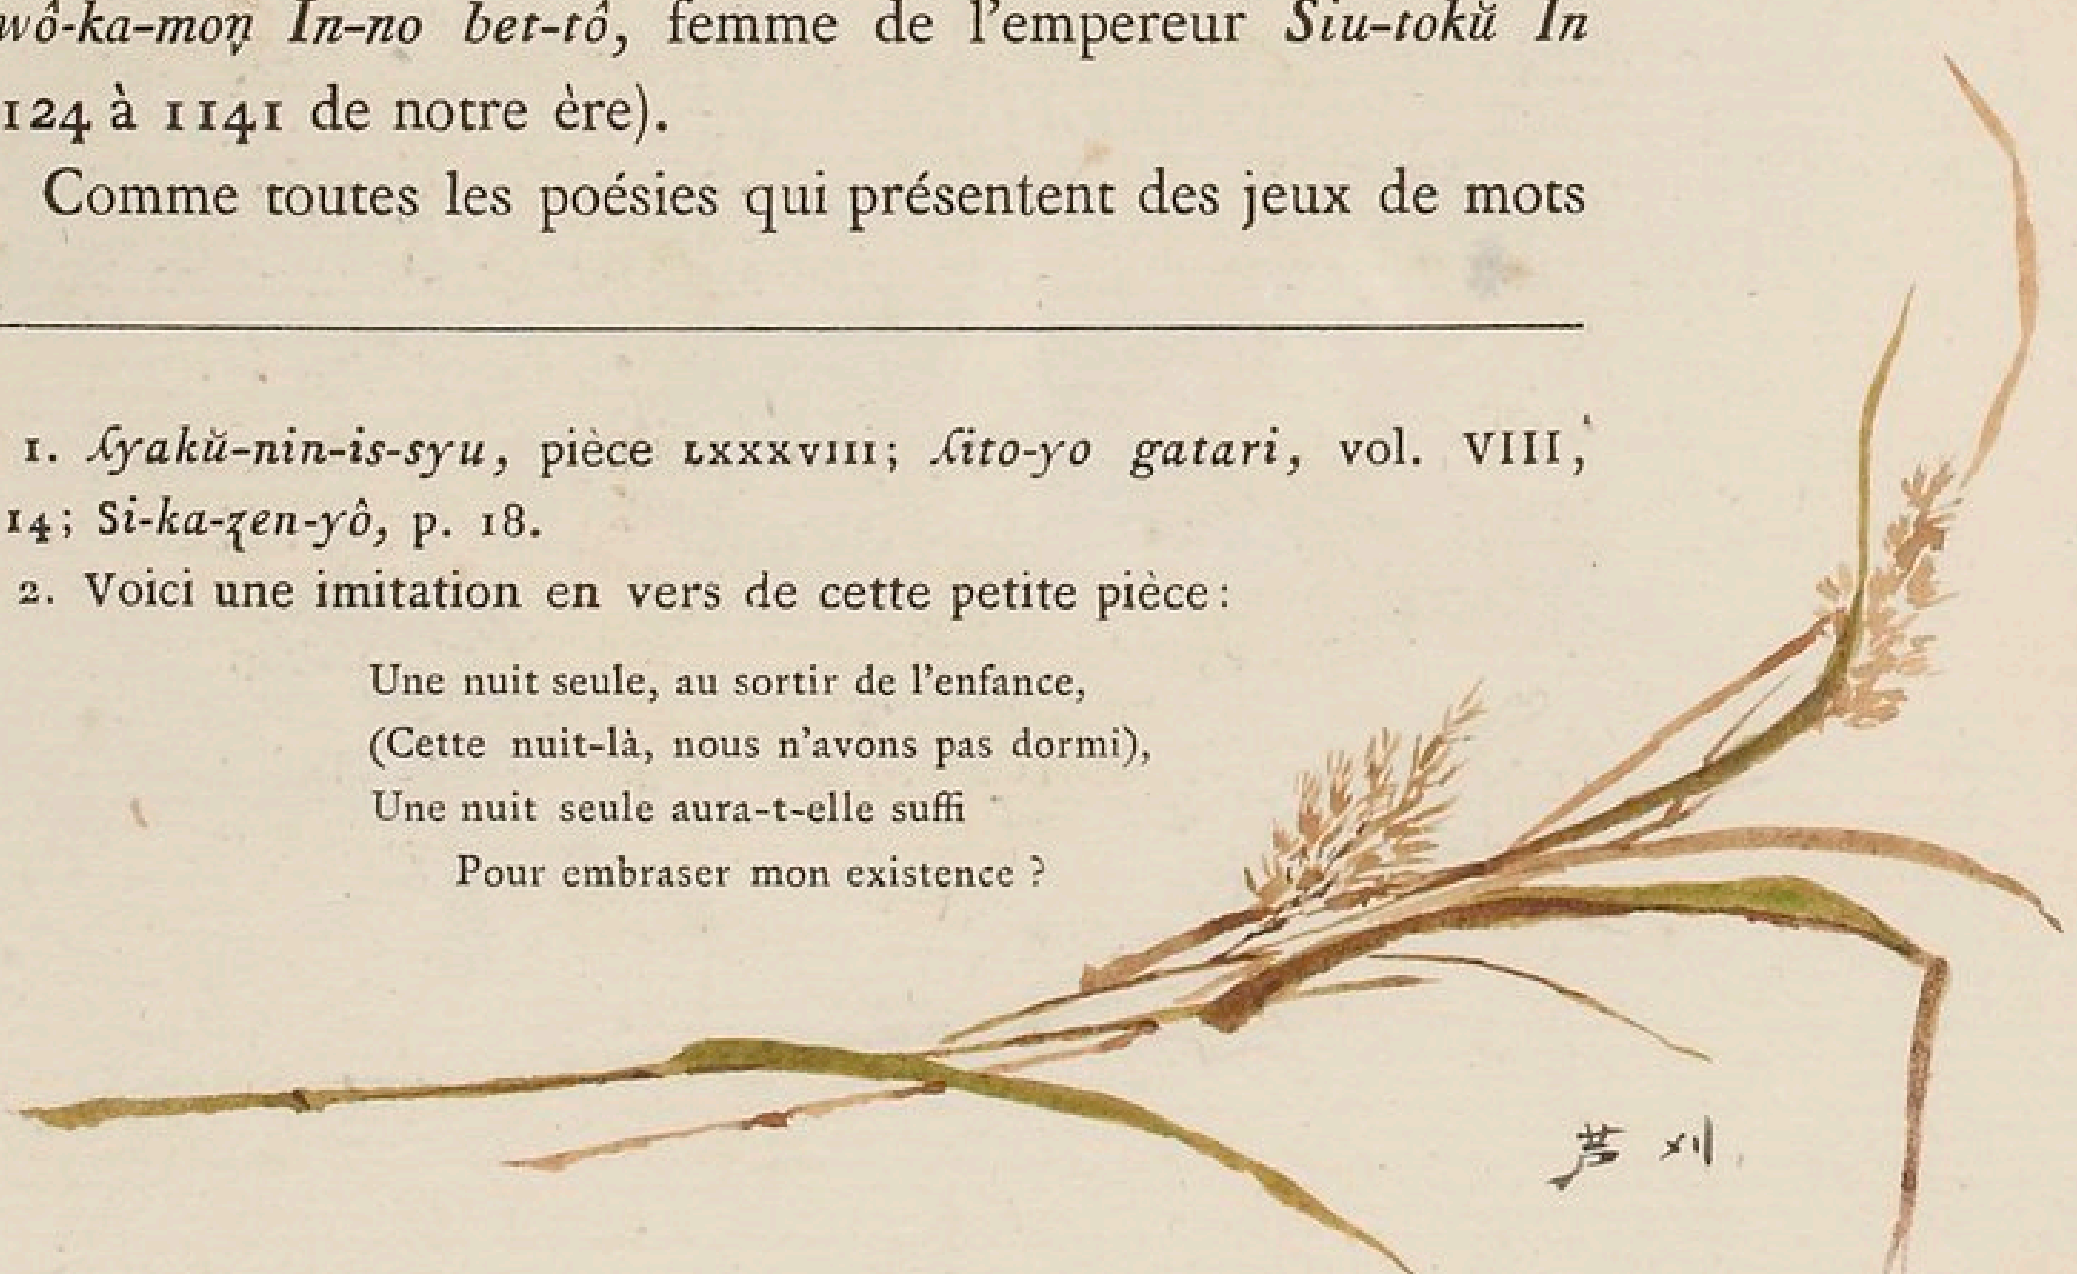 wô-ka-moṇ In-no bet-tô, femme de l'empereur Siu-tokŭ In
124 à 1141 de notre ère).
Comme toutes les poésies qui présentent des jeux de mots
1. Hyakŭ-nin-is-syu, pièce LXXXVIII; Hito-yo gatari, vol. VIII,
14; Si-ka-zen-yô, p. 18.
2. Voici une imitation en vers de cette petite pièce:
Une nuit seule, au sortir de l'enfance,
(Cette nuit-là, nous n'avons pas dormi),
Une nuit seule aura-t-elle suffi
Pour embraser mon existence ?
芦刈